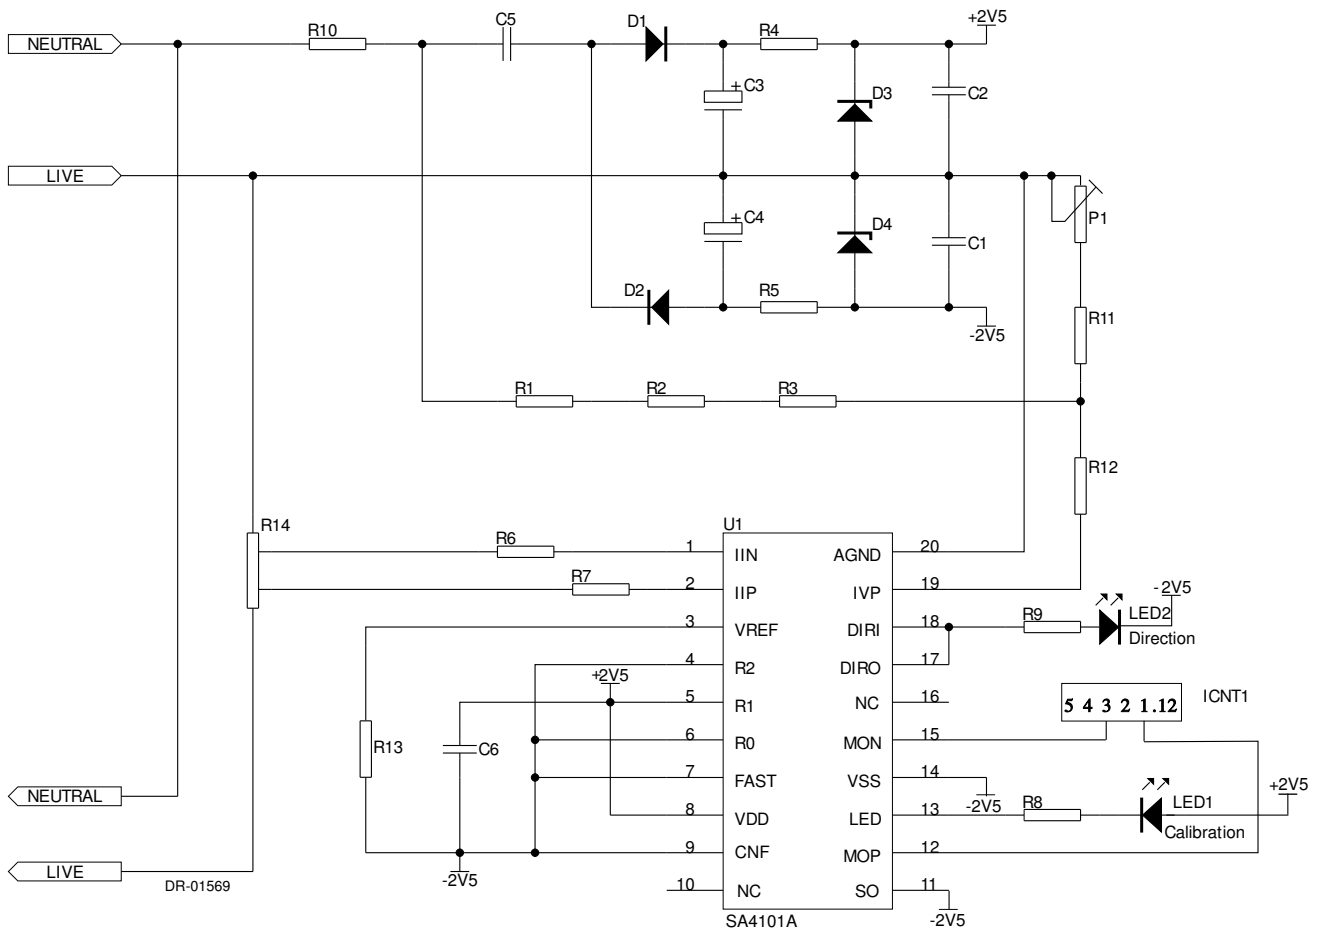 NEUTRAL
R10
C5
D1
R4
+2V5
+ C3
D3
C2
LIVE
+ C4
D4
C1
P1
D2
R5
-2V5
R11
R1
R2
R3
R12
R14
U1
R6
1
IIN
AGND
20
R7
2
IIP
IVP
19
3
VREF
DIRI
18
R9
LED2
-2V5
Direction
4
R2
DIRO
17
+2V5
5
R1
NC
16
5 4 3 2 1.12
ICNT1
R13
C6
6
R0
MON
15
7
FAST
VSS
14
-2V5
NEUTRAL
8
VDD
LED
13
R8
LED1
+2V5
Calibration
9
CNF
MOP
12
LIVE
DR-01569
-2V5
10
NC
SO
11
-2V5
SA4101A